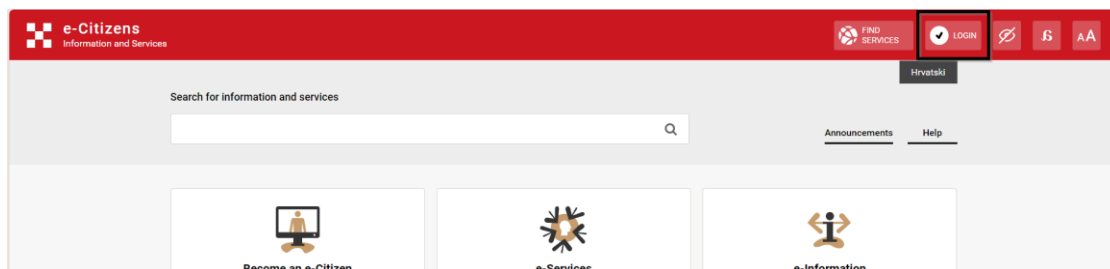 e-Citizens
Information and Services
FIND
SERVICES
LOGIN
AA
Hrvatski
Search for information and services
Announcements
Help
Become an e-Citizen
e-Services
e-Information